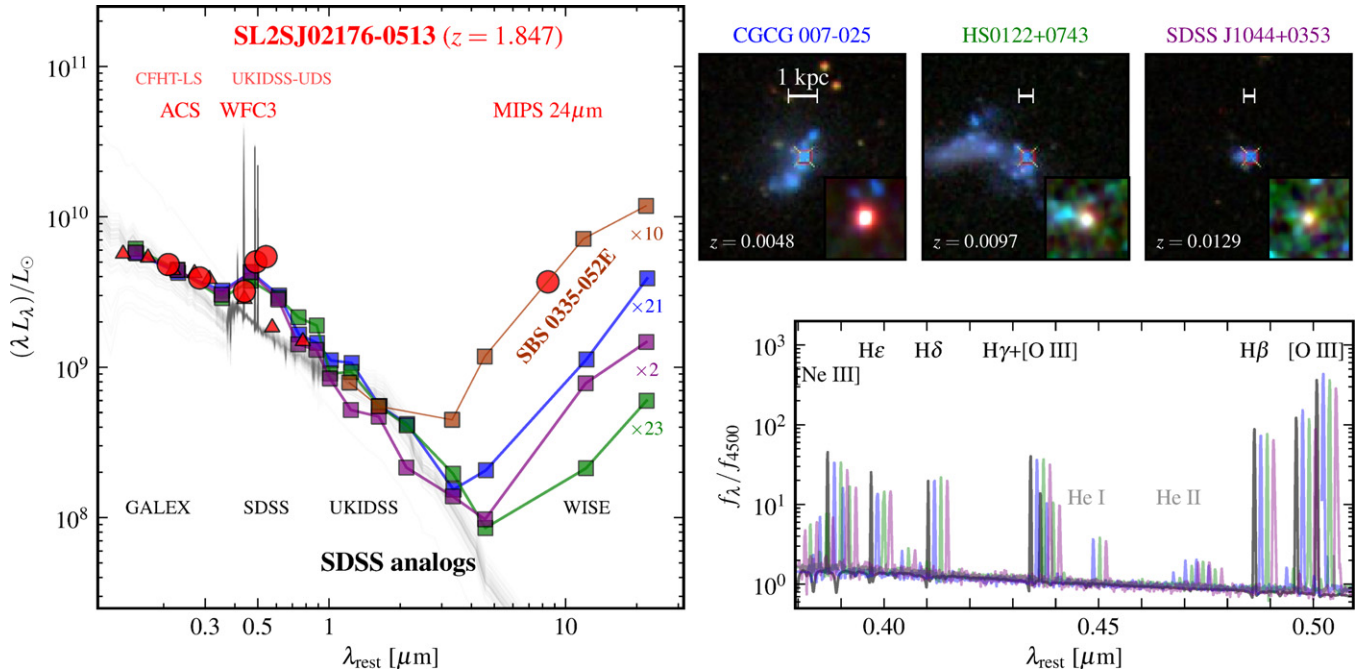 SL2SJ02176-0513 (z = 1.847)
CFHT-LS UKIDSS-UDS
ACS WFC3 MIPS 24μm
×10
SBS 0335-052E
×21
×2
×23
GALEX SDSS UKIDSS WISE
SDSS analogs
(λ L_λ)/L_⊙
10^11
10^10
10^9
10^8
0.3 0.5 1 10
λ_rest [μm]
CGCG 007-025 HS0122+0743 SDSS J1044+0353
1 kpc
z = 0.0048 z = 0.0097 z = 0.0129
Hε Hδ Hγ+[O III] Hβ [O III]
Ne III]
He I He II
f_λ / f_4500
10^3
10^2
10^1
10^0
0.40 0.45 0.50
λ_rest [μm]